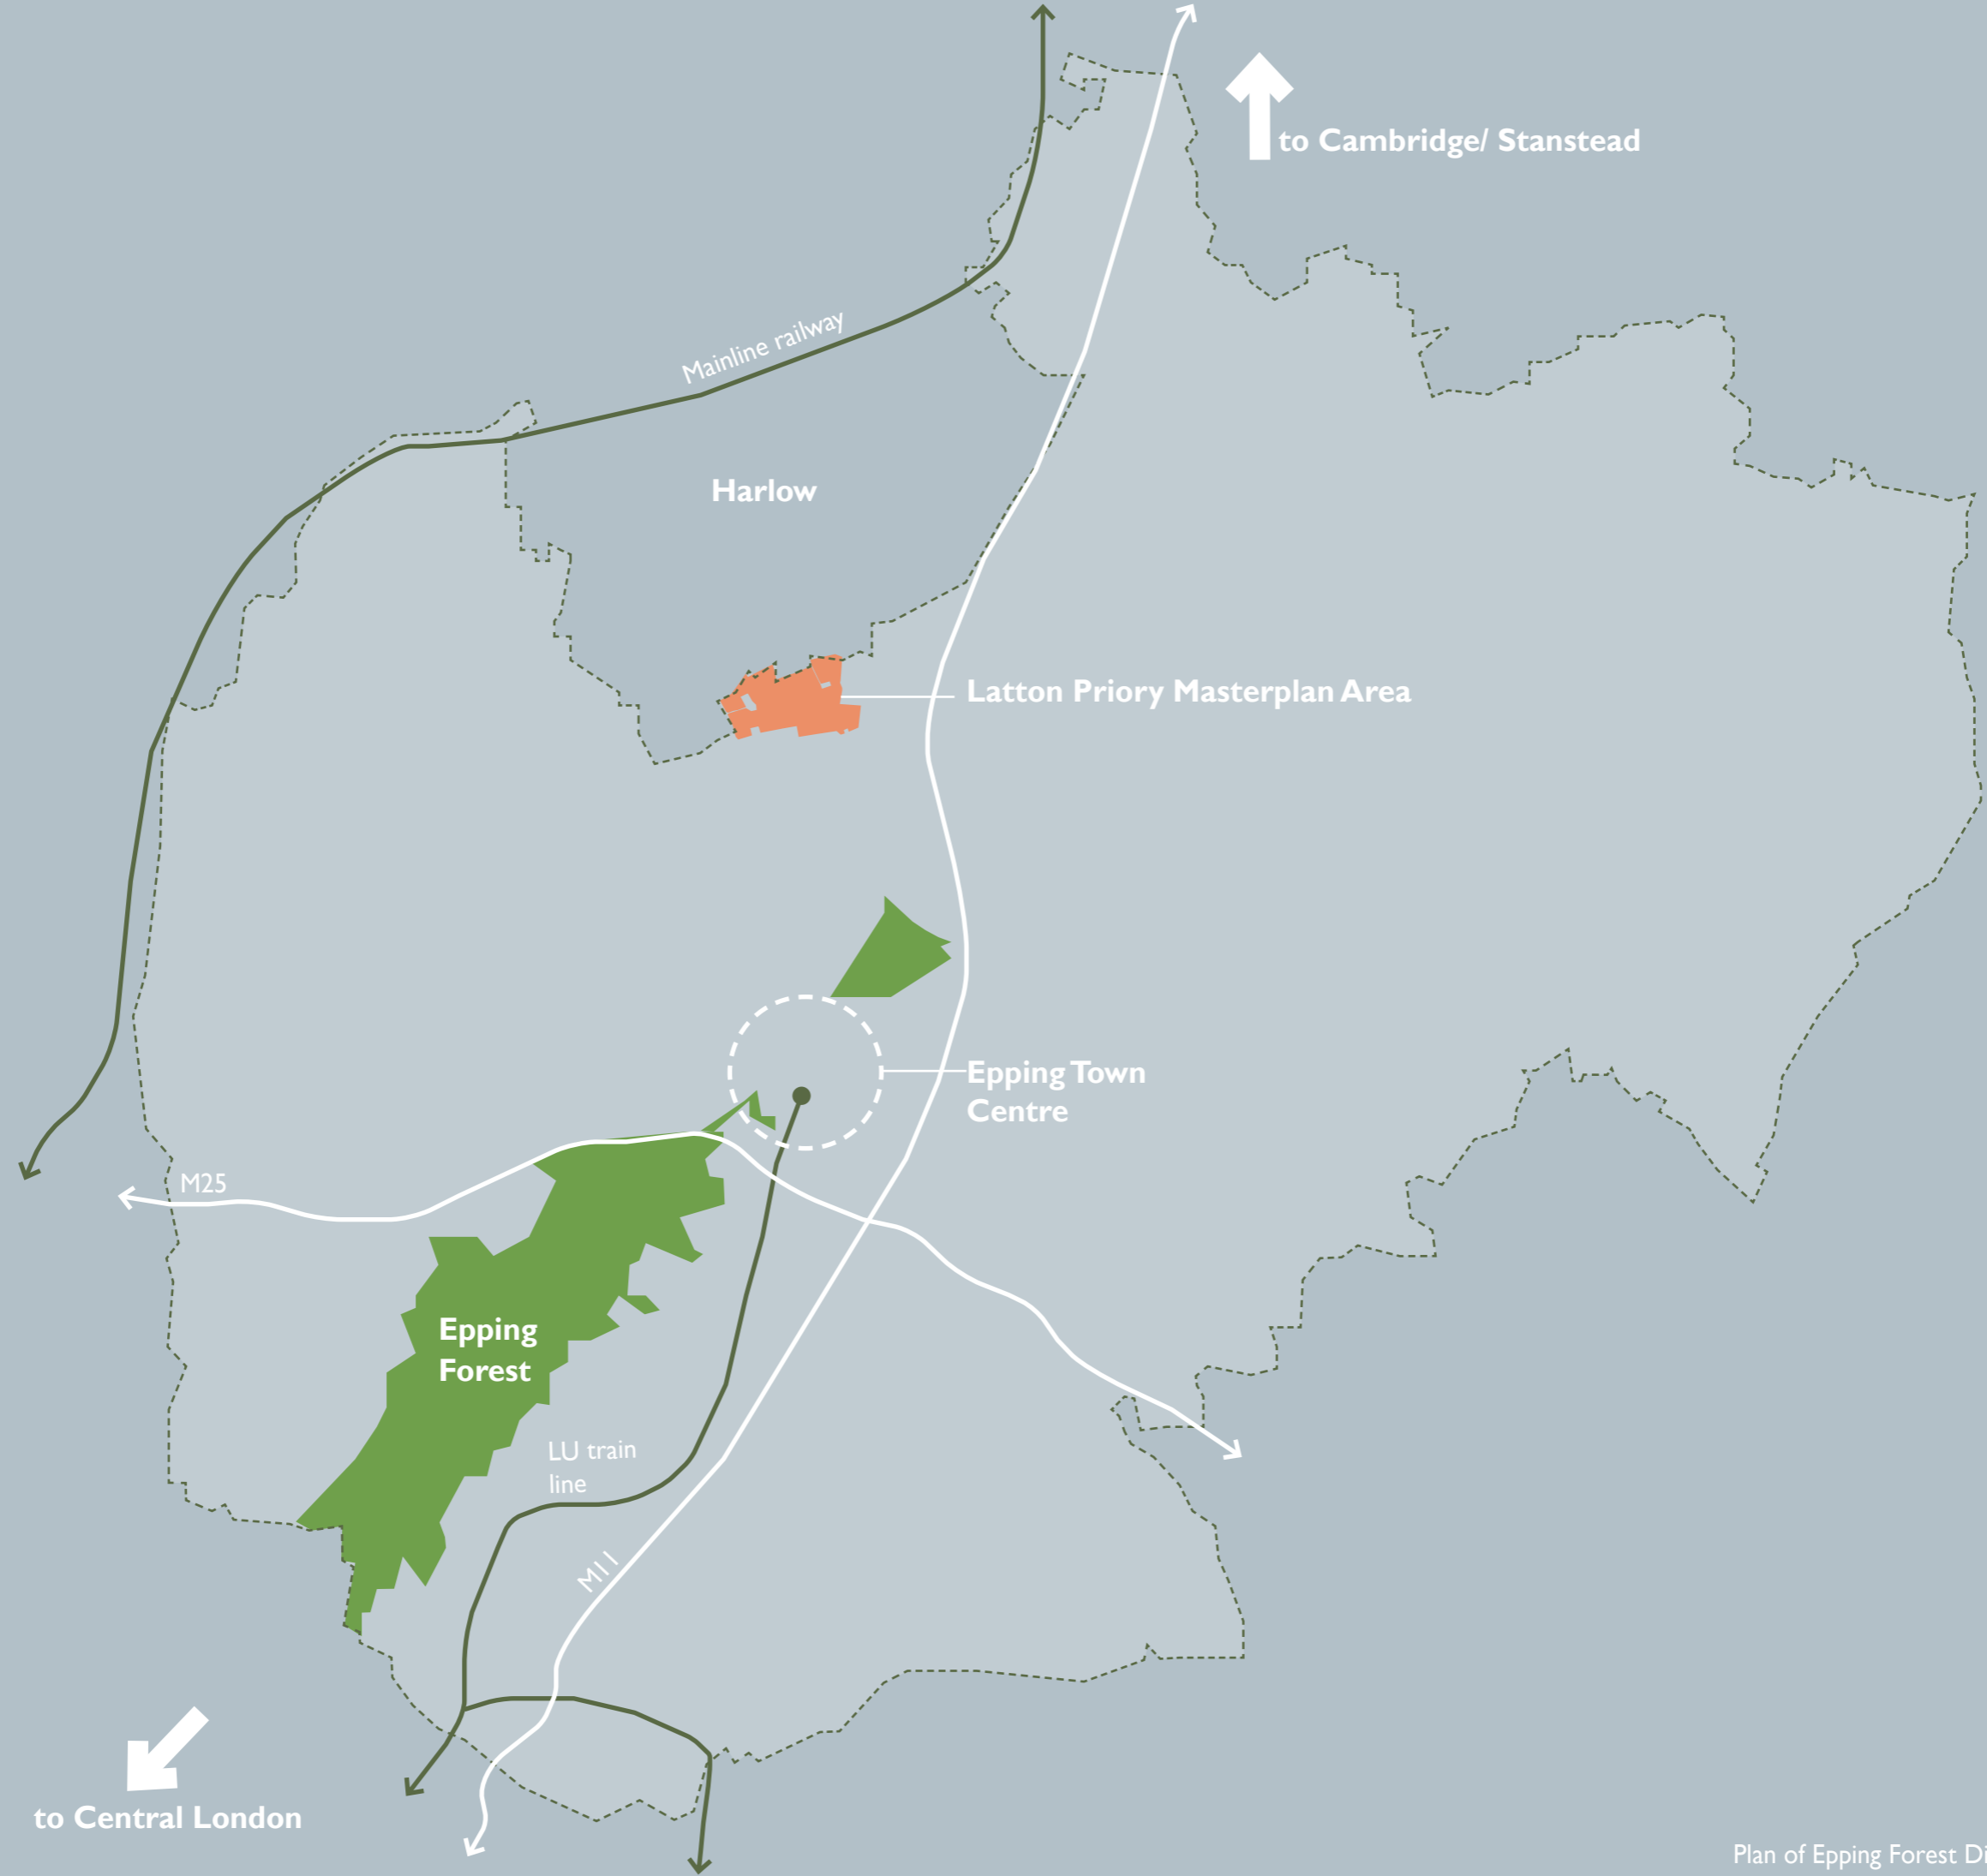 to Cambridge/ Stanstead
Mainline railway
Harlow
Latton Priory Masterplan Area
Epping Town
Centre
M25
Epping
Forest
LU train
line
M11
to Central London
Plan of Epping Forest